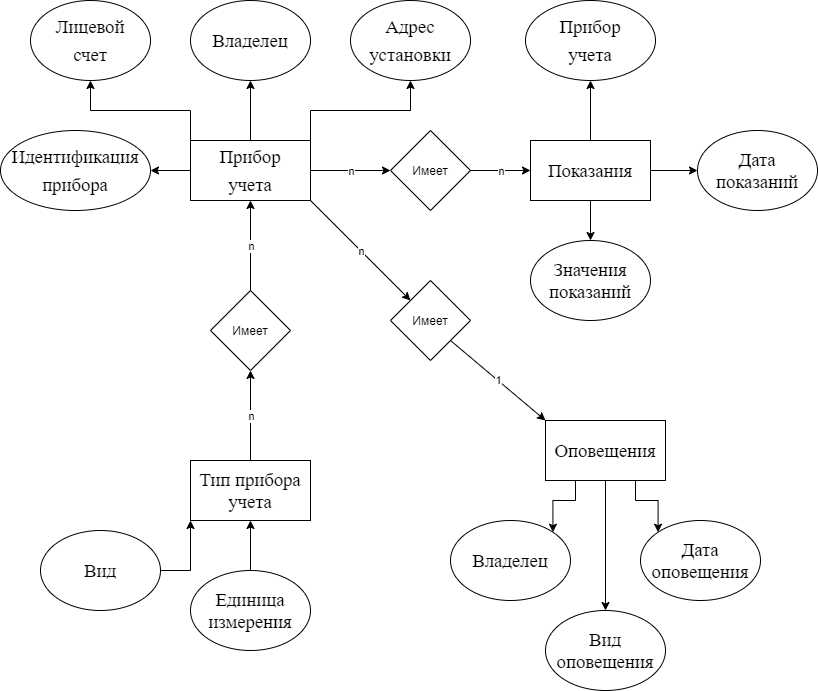 Лицевой
счет
Владелец
Адрес
установки
Прибор
учета
Идентификация
прибора
Прибор
учета
n
Имеет
n
Показания
Дата
показаний
n
n
Значения
показаний
Имеет
Имеет
n
1
Тип прибора
учета
Оповещения
Вид
Единица
измерения
Владелец
Дата
оповещения
Вид
оповещения